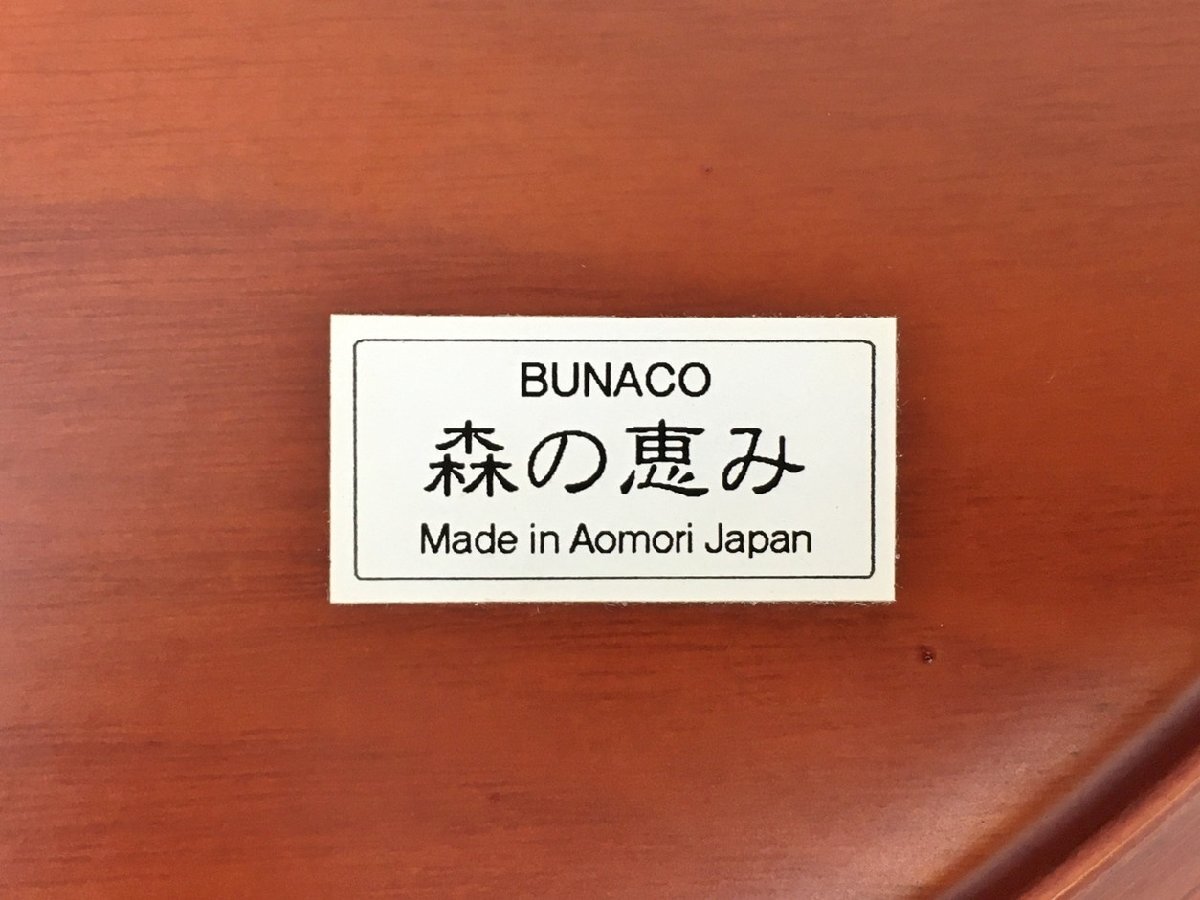 BUNACO
森の恵み
Made in Aomori Japan